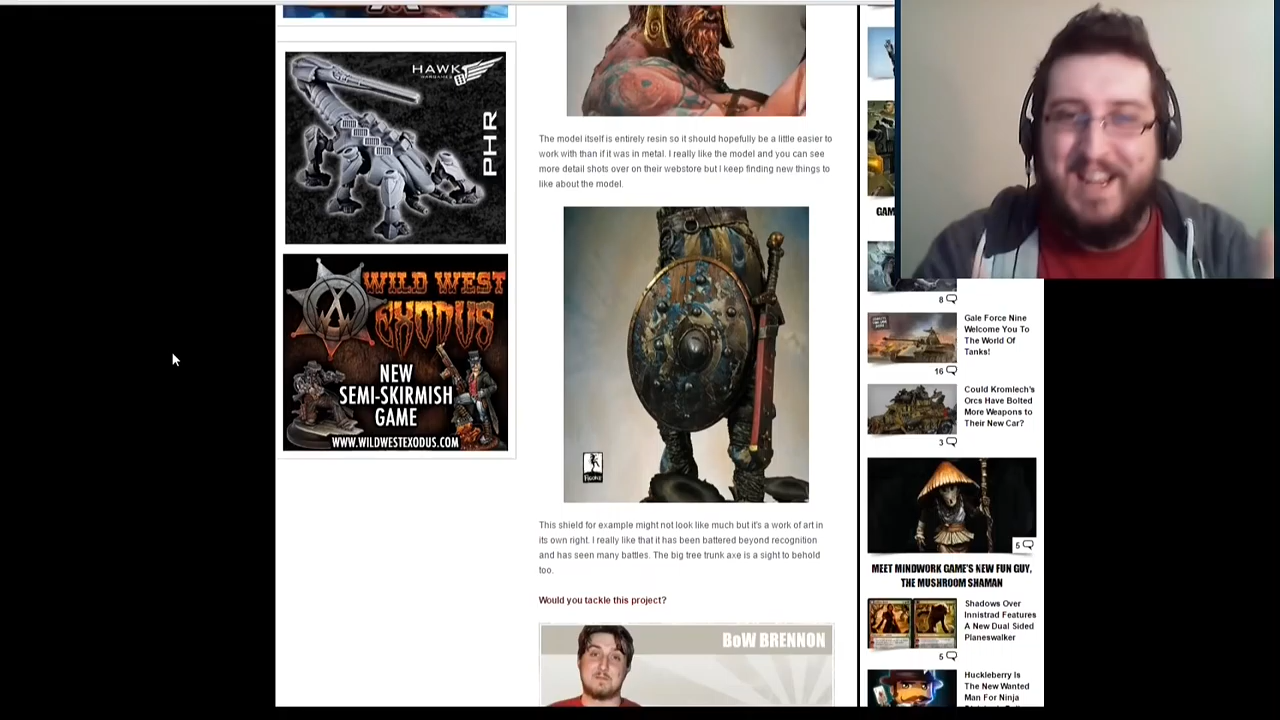 HAWK
WARGAMES
PHR
WILD WEST
EXODUS
NEW
SEMI-SKIRMISH
GAME
WWW.WILDWESTEXODUS.COM
The model itself is entirely resin so it should hopefully be a little easier to
work with than if it was in metal. I really like the model and you can see
more detail shots over on their webstore but I keep finding new things to
like about the model.
This shield for example might not look like much but it's a work of art in
its own right. I really like that it has been battered beyond recognition
and has seen many battles. The big tree trunk axe is a sight to behold
too.
Would you tackle this project?
BoW BRENNON
GAM
8
Gale Force Nine
Welcome You To
The World Of
Tanks!
16
Could Kromlech's
Orcs Have Bolted
More Weapons to
Their New Car?
3
5
MEET MINDWORK GAME'S NEW FUN GUY,
THE MUSHROOM SHAMAN
Shadows Over
Innistrad Features
A New Dual Sided
Planeswalker
5
Huckleberry Is
The New Wanted
Man For Ninja